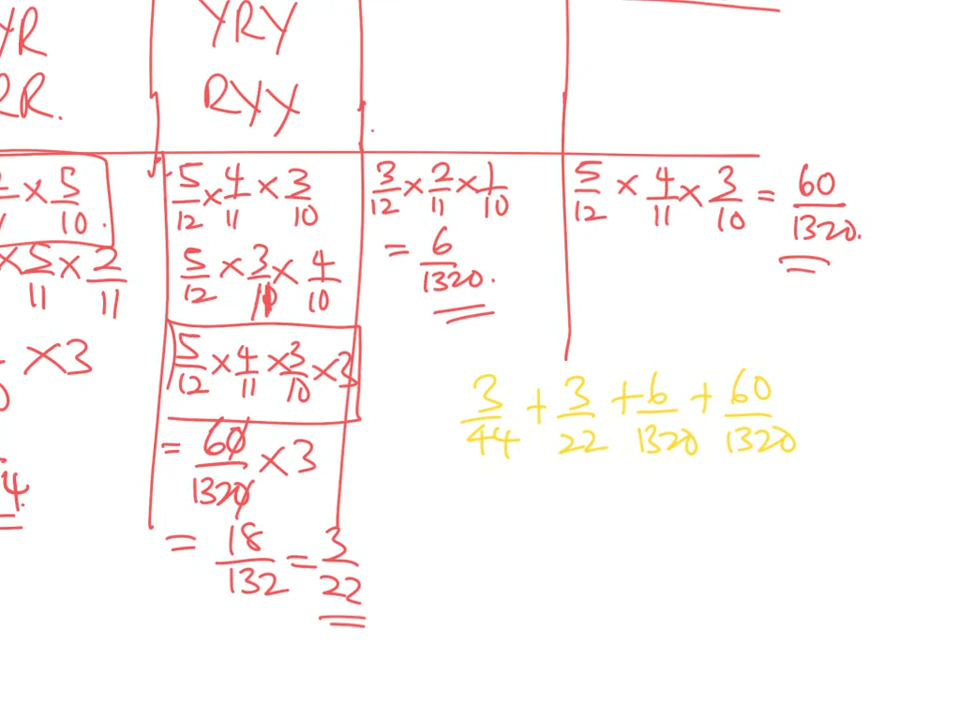 YR
RR.
YRY
RYY
× 5/10.
× 5/11 × 2/11
×3
4
5/12 × 4/11 × 3/10
5/12 × 3/11 × 4/10
5/12 × 4/11 × 3/10 × 3
= 60/1320 × 3
= 18/132 = 3/22
3/12 × 2/11 × 1/10
= 6/1320.
5/12 × 4/11 × 3/10 = 60/1320.
3/44 + 3/22 + 6/1320 + 60/1320